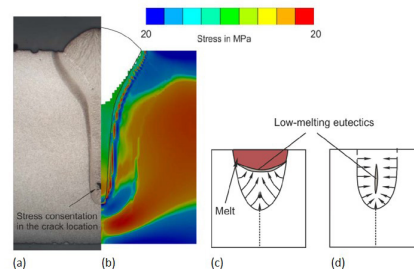 20
20
Stress in MPa
Low-melting eutectics
Melt
Stress consentation
in the crack location
(a)
(b)
(c)
(d)